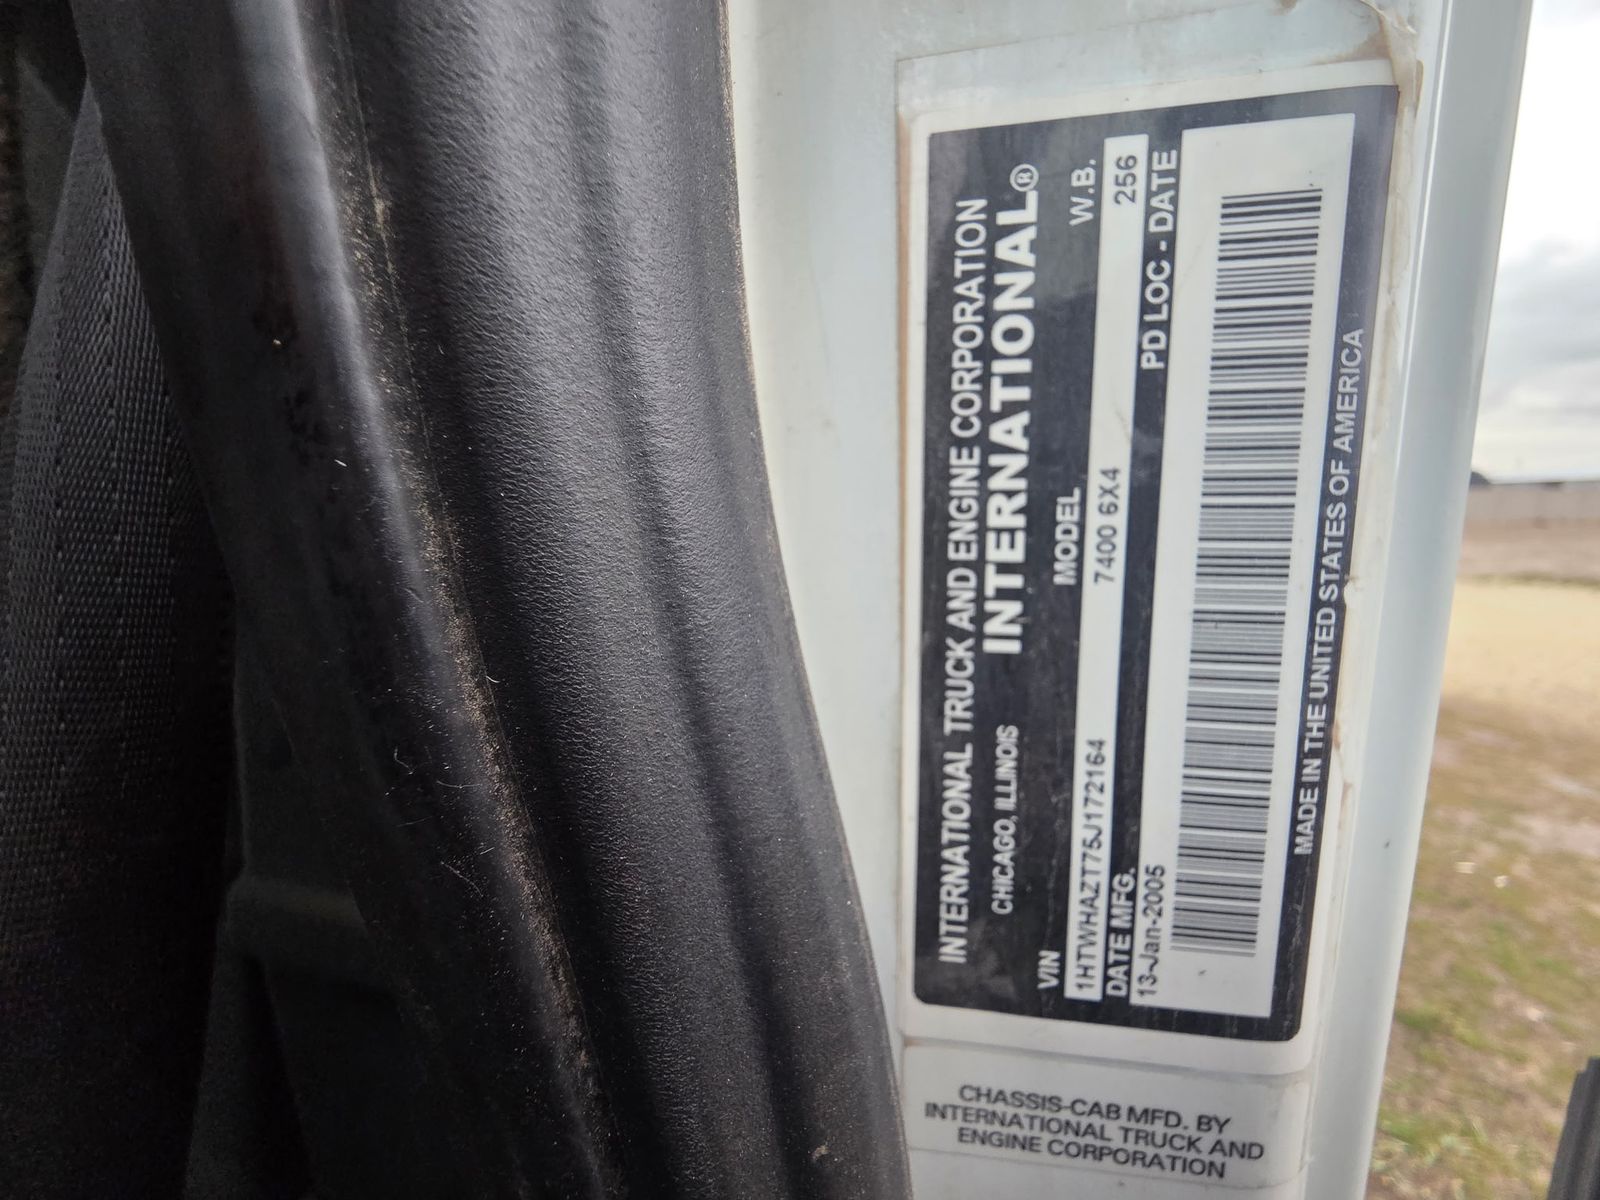 INTERNATIONAL TRUCK AND ENGINE CORPORATION
CHICAGO, ILLINOIS INTERNATIONAL®
VIN MODEL W.B.
1HTWHAZT75J172164 7400 6X4 256
DATE MFG. PD LOC - DATE
13-Jan-2005
MADE IN THE UNITED STATES OF AMERICA
CHASSIS-CAB MFD. BY
INTERNATIONAL TRUCK AND
ENGINE CORPORATION